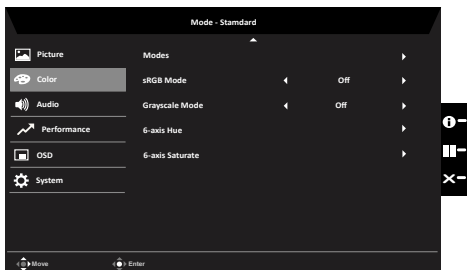 Mode - Standard
Picture
Modes
Color
sRGB Mode Off
Audio
Grayscale Mode Off
Performance
6-axis Hue
OSD
6-axis Saturate
System
Move Enter